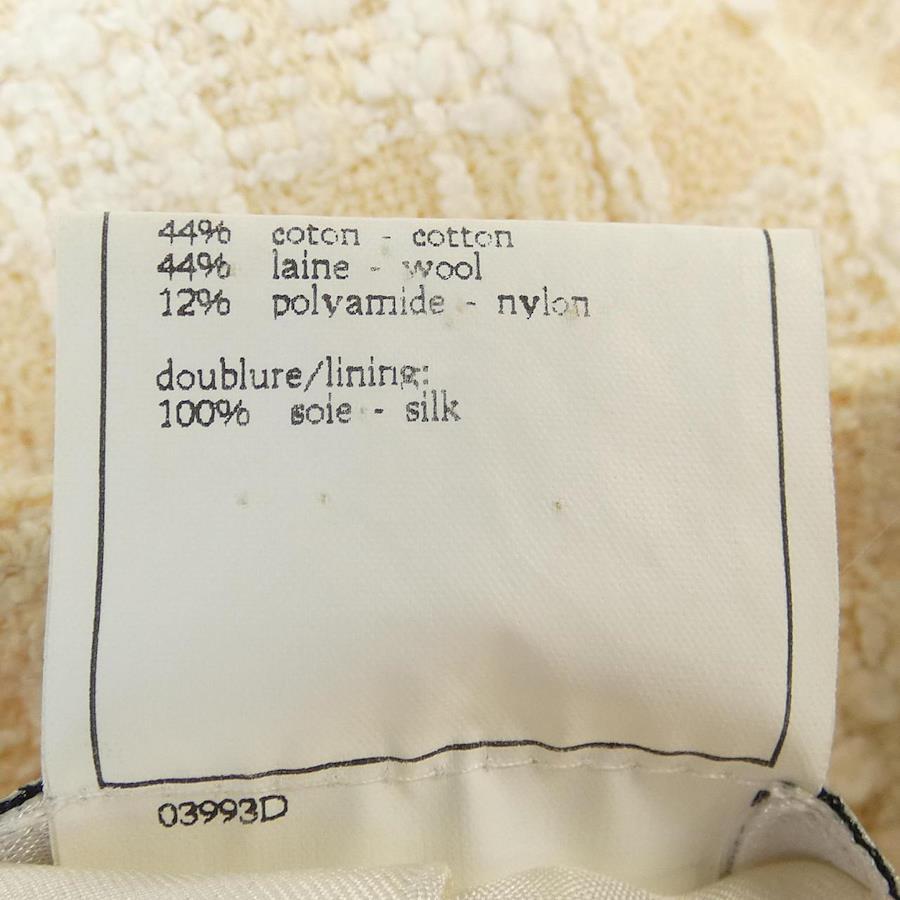 44% coton - cotton
44% laine - wool
12% polyamide - nylon
doublure/lining:
100% soie - silk
03993D